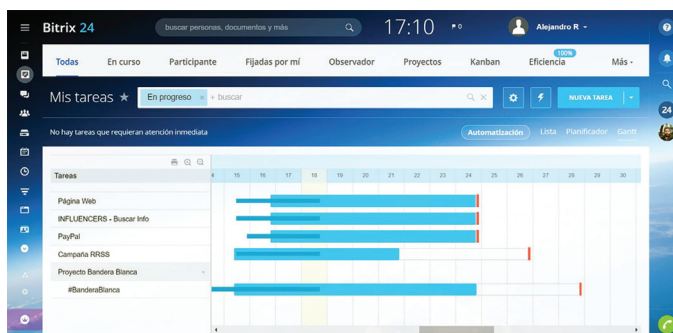 Bitrix 24
buscar personas, documentos y más
17:10
0
Alejandro R
Todas En curso Participante Fijadas por mí Observador Proyectos Kanban Eficiencia 100% Más
Mis tareas
En progreso × + buscar
NUEVA TAREA
24
No hay tareas que requieran atención inmediata
Automatización Lista Planificador Gantt
Tareas
4 15 16 17 18 19 20 21 22 23 24 25 26 27 28 29 30
Página Web
INFLUENCERS - Buscar Info
PayPal
Campaña RRSS
Proyecto Bandera Blanca
#BanderaBlanca